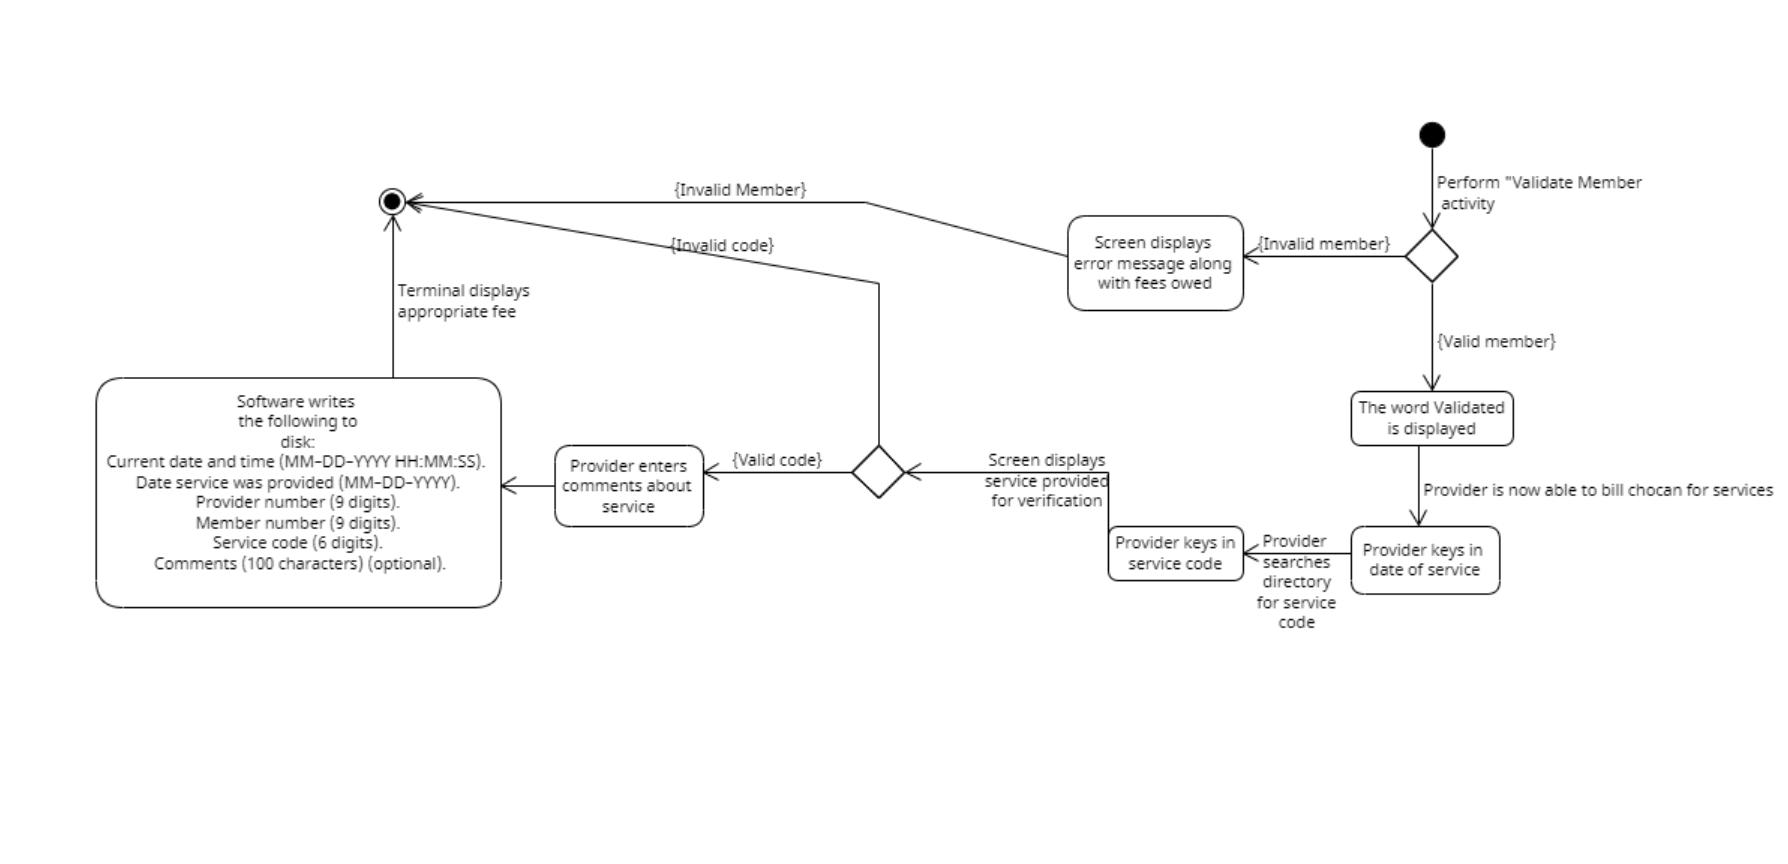 Perform "Validate Member
activity
{Invalid Member}
{Invalid member}
Screen displays
error message along
with fees owed
{Invalid code}
Terminal displays
appropriate fee
{Valid member}
The word Validated
is displayed
Software writes
the following to
disk:
Current date and time (MM–DD–YYYY HH:MM:SS).
Date service was provided (MM–DD–YYYY).
Provider number (9 digits).
Member number (9 digits).
Service code (6 digits).
Comments (100 characters) (optional).
Provider enters
comments about
service
{Valid code}
Screen displays
service provided
for verification
Provider is now able to bill chocan for services
Provider keys in
service code
Provider
searches
directory
for service
code
Provider keys in
date of service